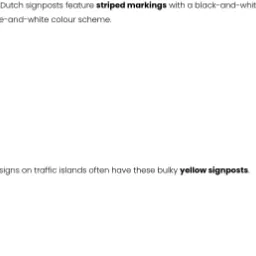 Dutch signposts feature striped markings with a black-and-whit
e-and-white colour scheme.
signs on traffic islands often have these bulky yellow signposts.